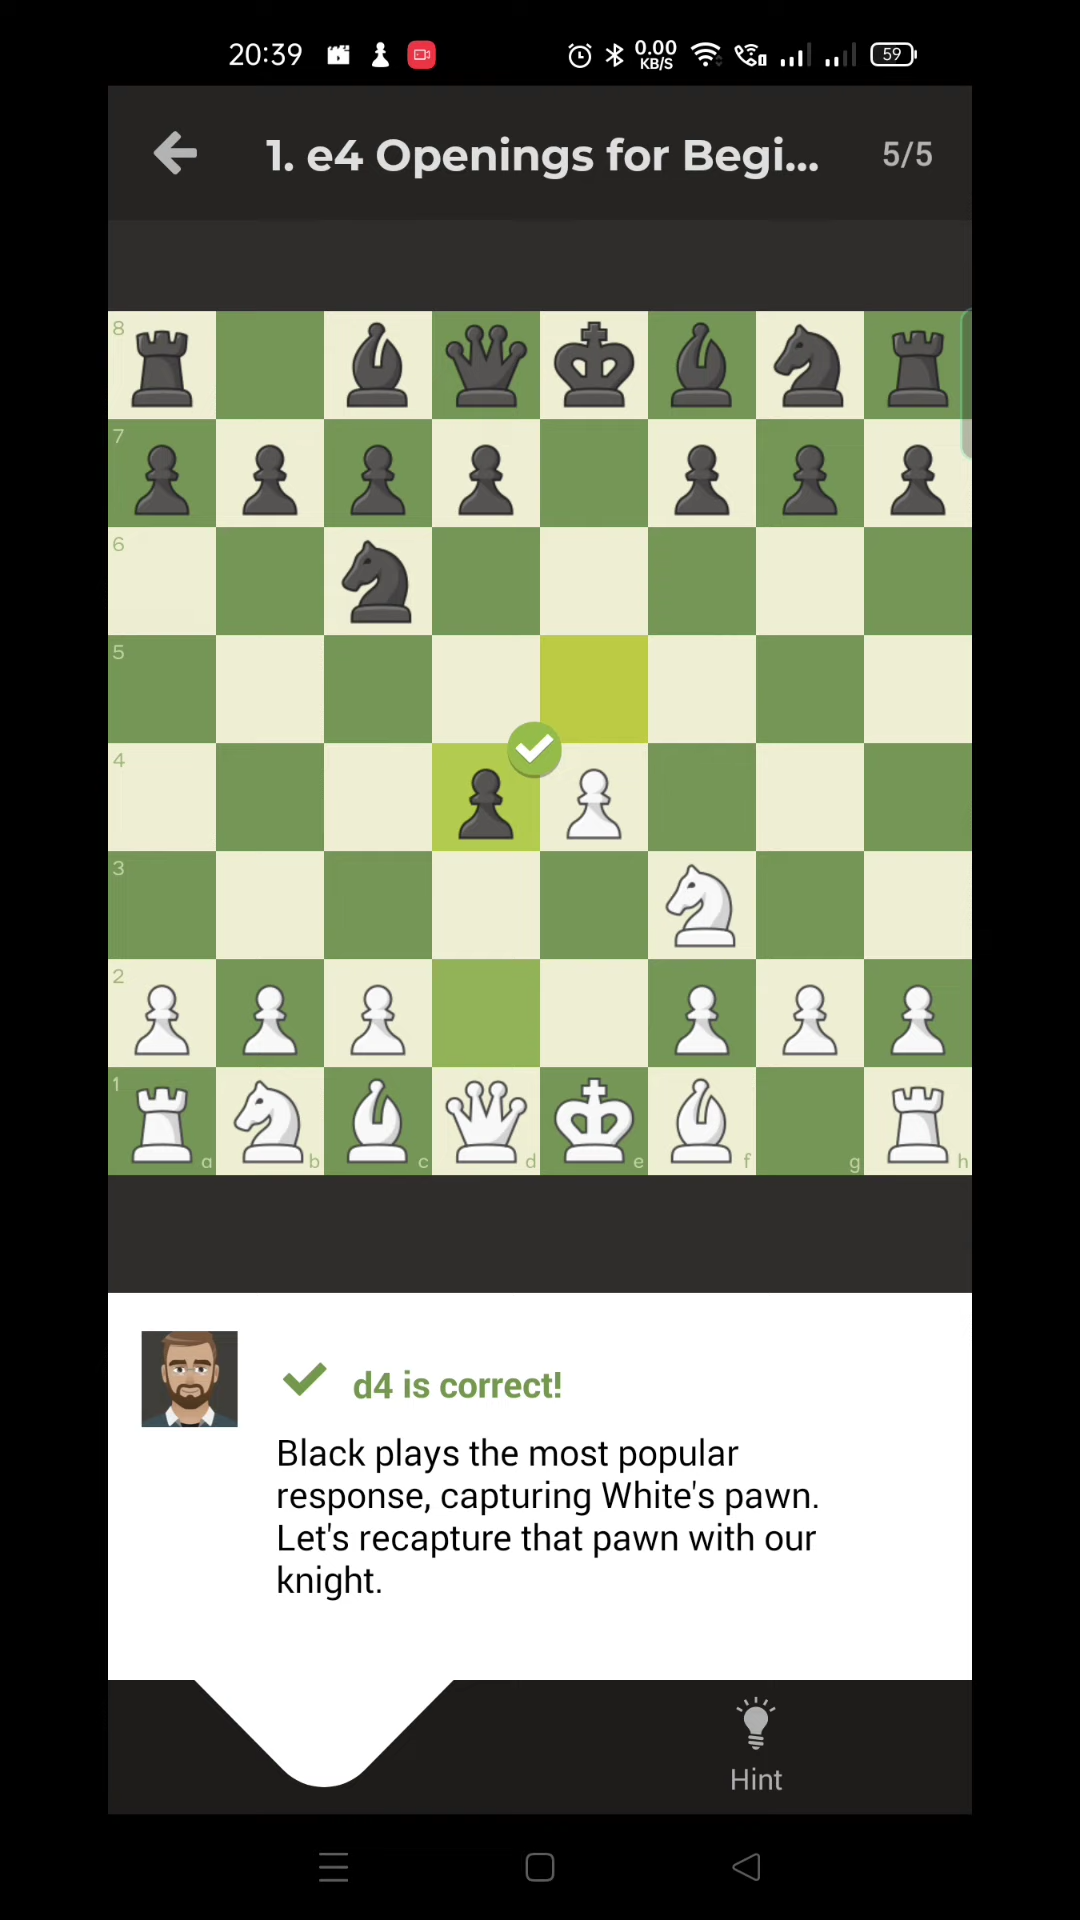 20:39
0.00
KB/S
59
1. e4 Openings for Begi...
5/5
8
7
6
5
4
3
2
1
a b c d e f g h
d4 is correct!
Black plays the most popular
response, capturing White's pawn.
Let's recapture that pawn with our
knight.
Hint